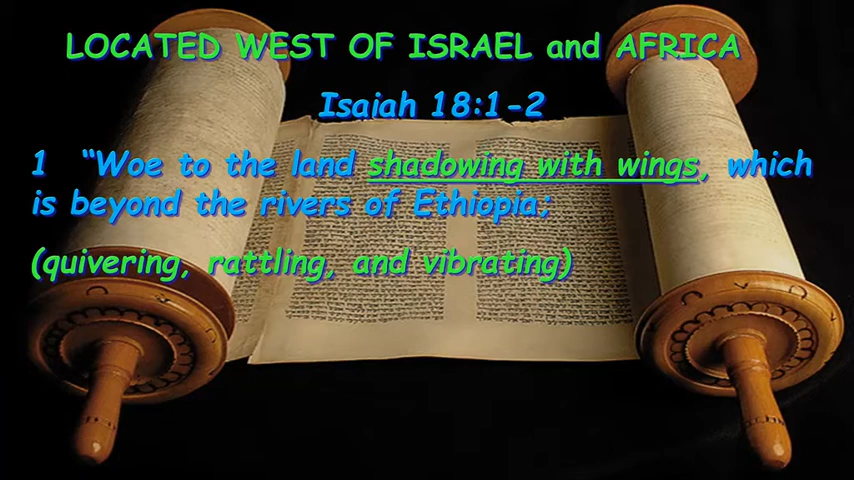 LOCATED WEST OF ISRAEL and AFRICA
Isaiah 18:1-2
1 “Woe to the land shadowing with wings, which
is beyond the rivers of Ethiopia;
(quivering, rattling, and vibrating)